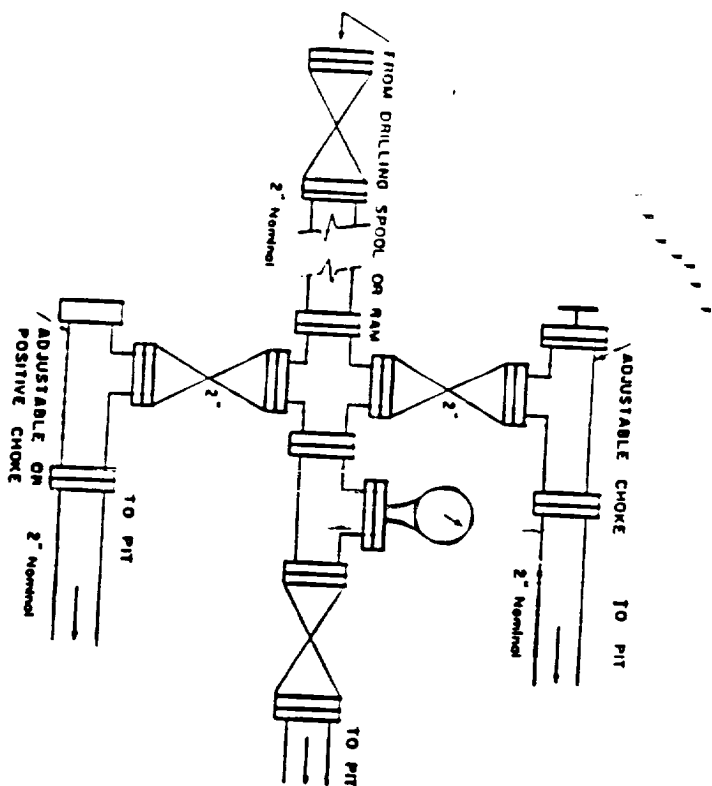 FROM DRILLING SPOOL OR RAM
2" Nominal
ADJUSTABLE CHOKE
TO PIT
2" Nominal
2"
2"
ADJUSTABLE OR
POSITIVE CHOKE
TO PIT
2" Nominal
TO PIT